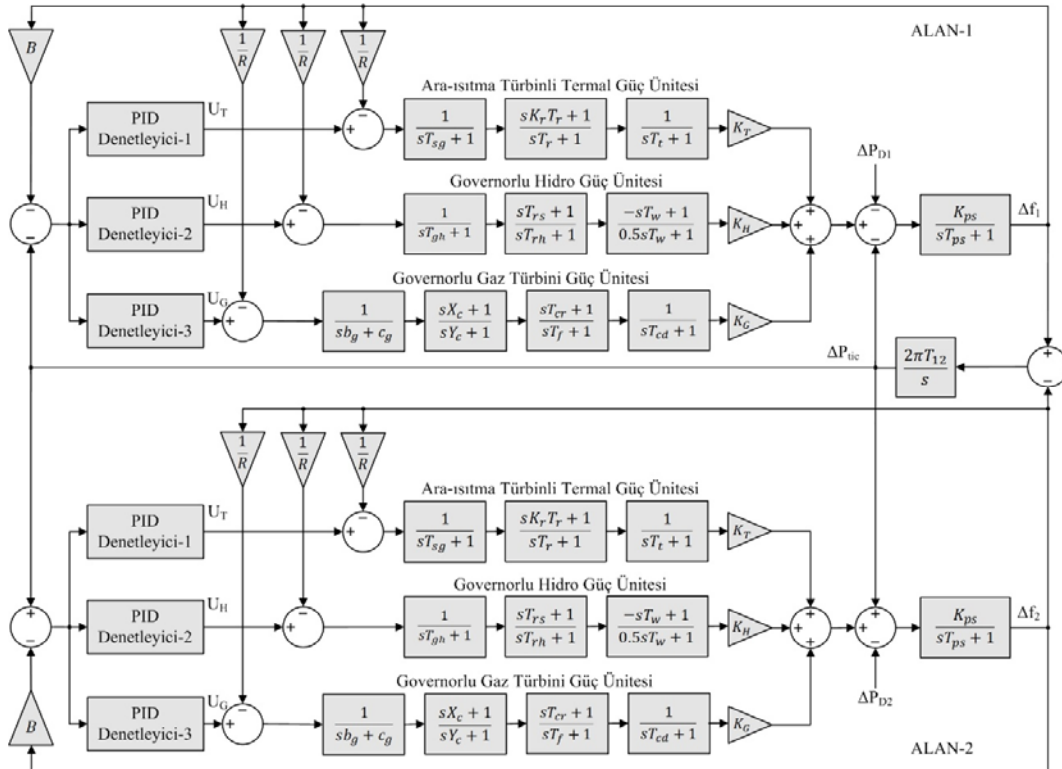 ALAN-1
B
1/R
1/R
1/R
Ara-ısıtma Türbinli Termal Güç Ünitesi
PID
Denetleyici-1
U_T
+
−
1/(sT_sg + 1)
(sK_rT_r + 1)/(sT_r + 1)
1/(sT_t + 1)
K_T
ΔP_D1
Governorlu Hidro Güç Ünitesi
−
−
PID
Denetleyici-2
U_H
+
−
1/(sT_gh + 1)
(sT_rs + 1)/(sT_rh + 1)
(−sT_w + 1)/(0.5sT_w + 1)
K_H
+
+
+
+
−
−
K_ps/(sT_ps + 1)
Δf_1
Governorlu Gaz Türbini Güç Ünitesi
PID
Denetleyici-3
U_G
+
−
1/(sb_g + c_g)
(sX_c + 1)/(sY_c + 1)
(sT_cr + 1)/(sT_f + 1)
1/(sT_cd + 1)
K_G
ΔP_tie
2πT_12/s
+
−
1/R
1/R
1/R
Ara-ısıtma Türbinli Termal Güç Ünitesi
PID
Denetleyici-1
U_T
+
−
1/(sT_sg + 1)
(sK_rT_r + 1)/(sT_r + 1)
1/(sT_t + 1)
K_T
Governorlu Hidro Güç Ünitesi
+
−
PID
Denetleyici-2
U_H
+
−
1/(sT_gh + 1)
(sT_rs + 1)/(sT_rh + 1)
(−sT_w + 1)/(0.5sT_w + 1)
K_H
+
+
+
+
+
−
K_ps/(sT_ps + 1)
Δf_2
Governorlu Gaz Türbini Güç Ünitesi
B
PID
Denetleyici-3
U_G
+
−
1/(sb_g + c_g)
(sX_c + 1)/(sY_c + 1)
(sT_cr + 1)/(sT_f + 1)
1/(sT_cd + 1)
K_G
ΔP_D2
ALAN-2